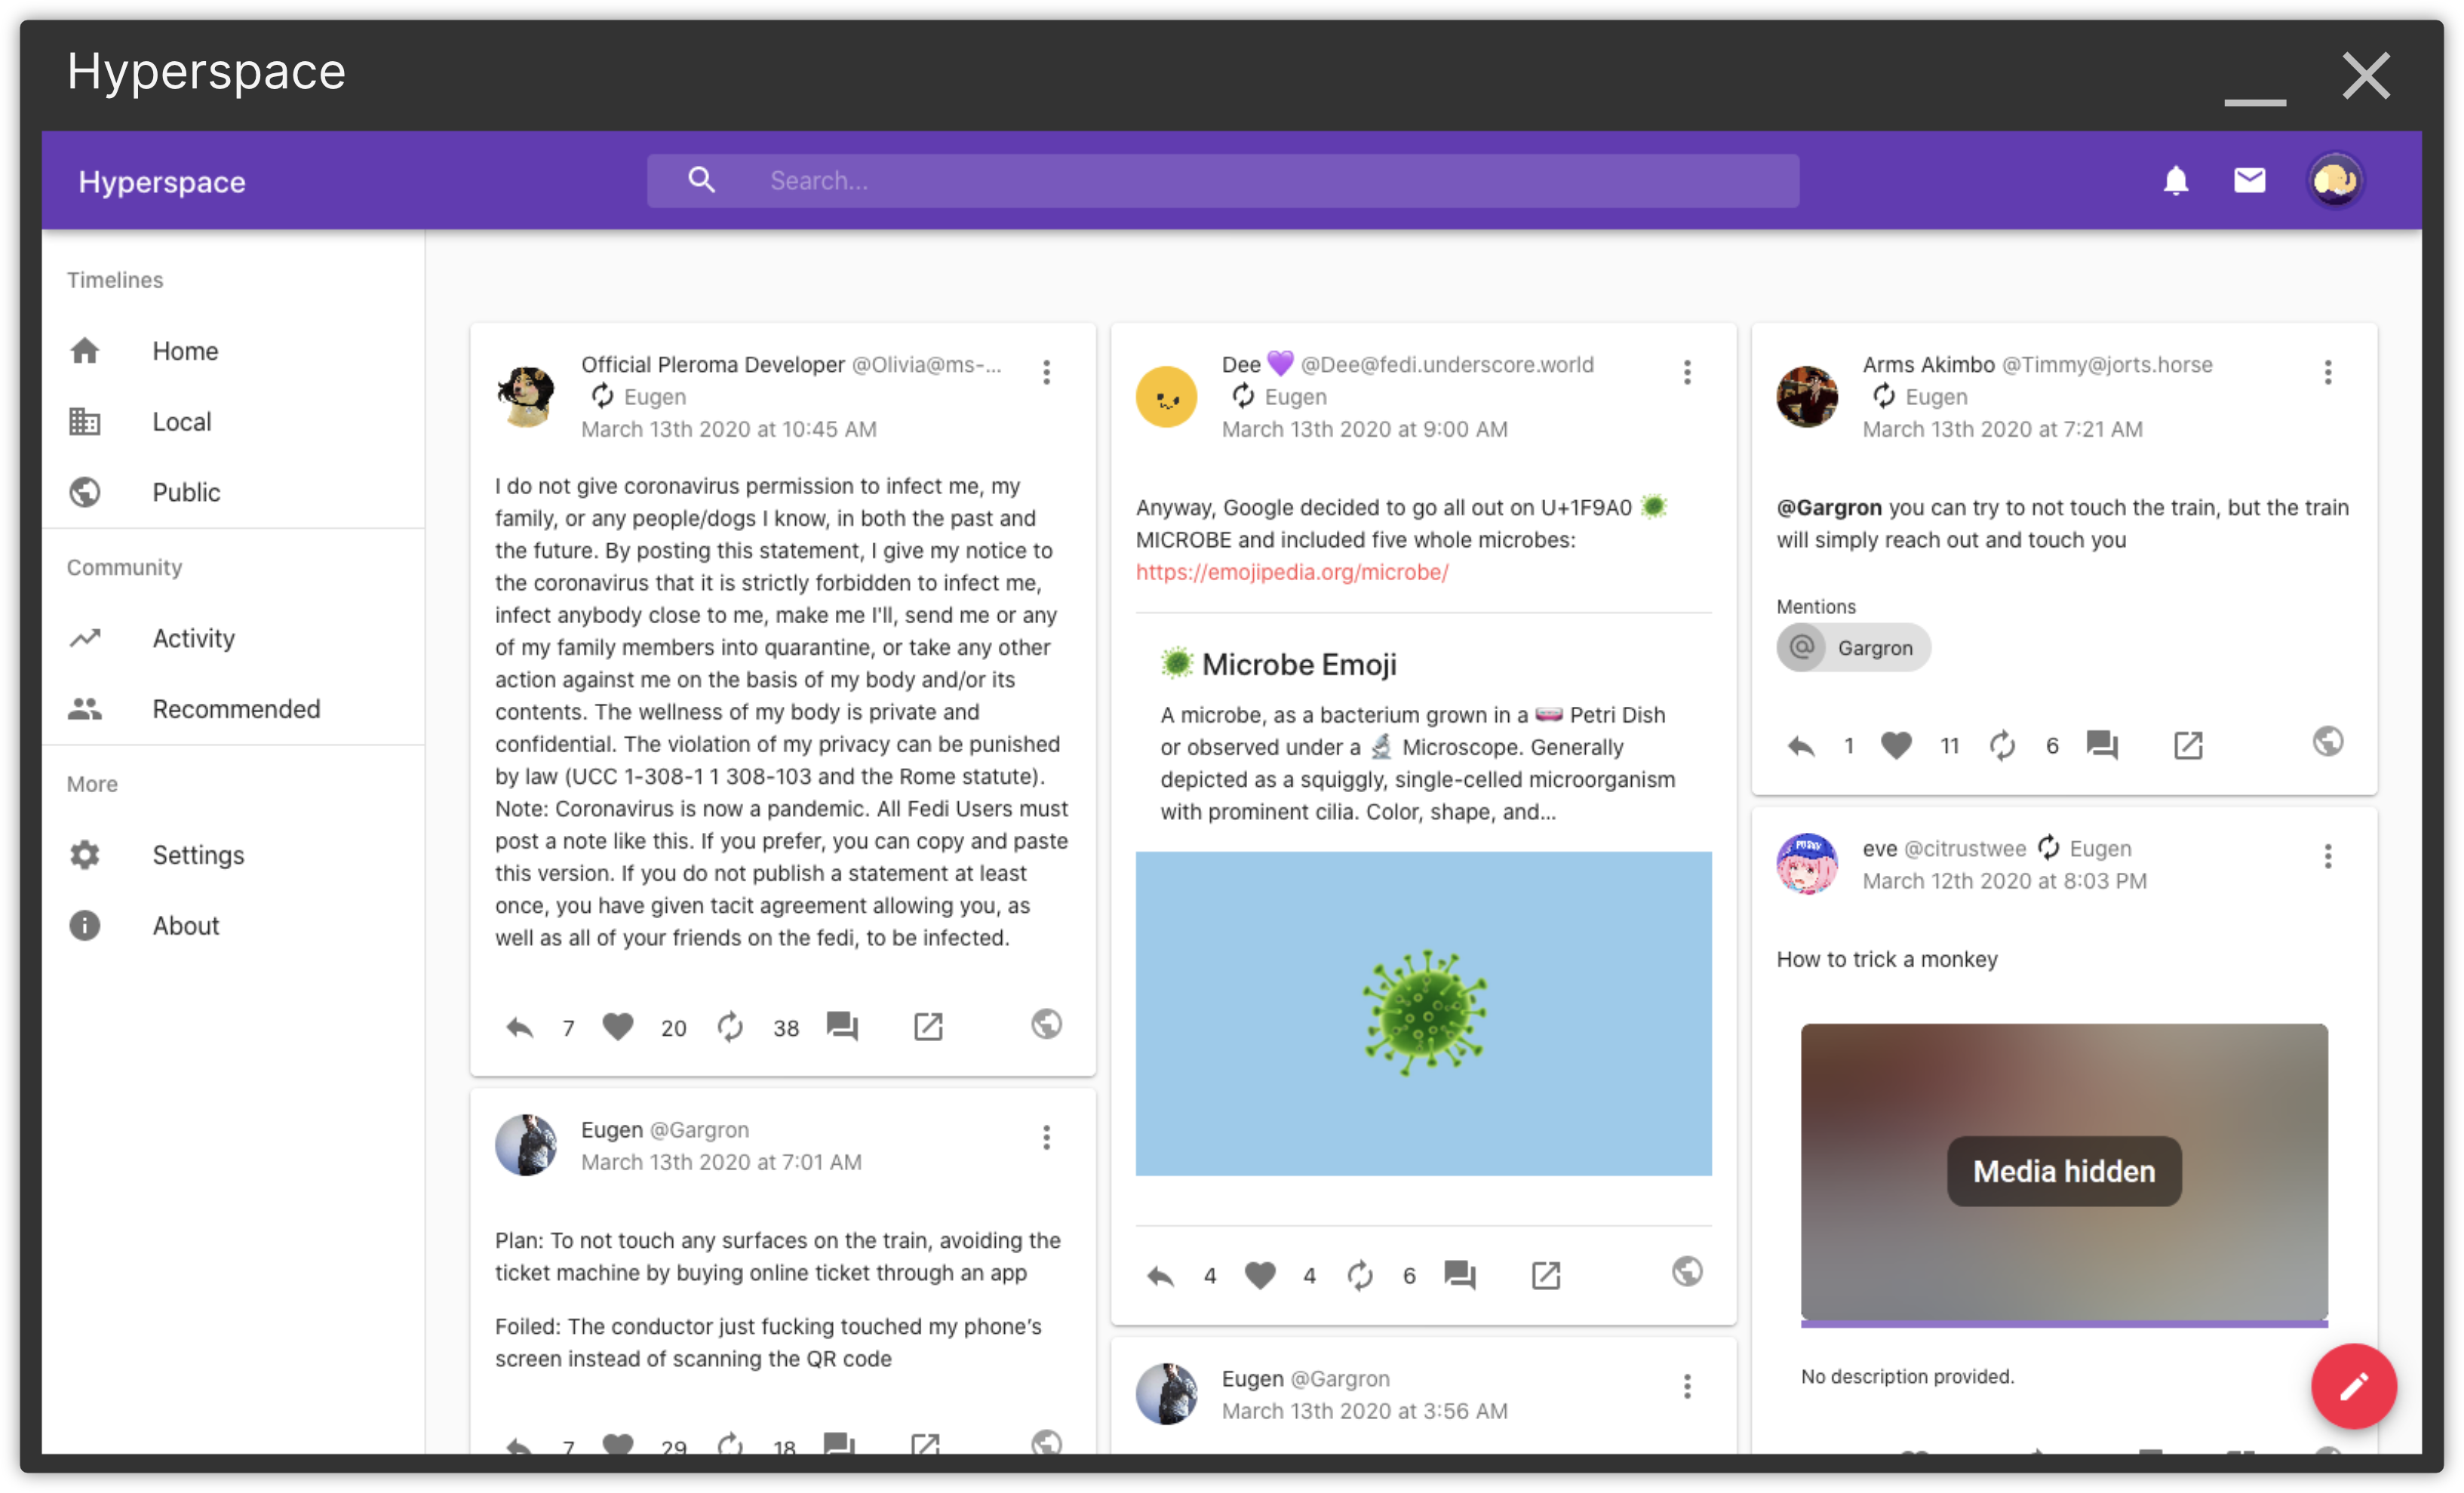 Hyperspace
Hyperspace
Search...
Timelines
Home
Local
Public
Community
Activity
Recommended
More
Settings
About
Official Pleroma Developer @Olivia@ms-...
Eugen
March 13th 2020 at 10:45 AM
I do not give coronavirus permission to infect me, my
family, or any people/dogs I know, in both the past and
the future. By posting this statement, I give my notice to
the coronavirus that it is strictly forbidden to infect me,
infect anybody close to me, make me I'll, send me or any
of my family members into quarantine, or take any other
action against me on the basis of my body and/or its
contents. The wellness of my body is private and
confidential. The violation of my privacy can be punished
by law (UCC 1-308-1 1 308-103 and the Rome statute).
Note: Coronavirus is now a pandemic. All Fedi Users must
post a note like this. If you prefer, you can copy and paste
this version. If you do not publish a statement at least
once, you have given tacit agreement allowing you, as
well as all of your friends on the fedi, to be infected.
7 20 38
Eugen @Gargron
March 13th 2020 at 7:01 AM
Plan: To not touch any surfaces on the train, avoiding the
ticket machine by buying online ticket through an app
Foiled: The conductor just fucking touched my phone's
screen instead of scanning the QR code
7 29 18
Dee 💜 @Dee@fedi.underscore.world
Eugen
March 13th 2020 at 9:00 AM
Anyway, Google decided to go all out on U+1F9A0 🦠
MICROBE and included five whole microbes:
https://emojipedia.org/microbe/
🦠 Microbe Emoji
A microbe, as a bacterium grown in a 🧫 Petri Dish
or observed under a 🔬 Microscope. Generally
depicted as a squiggly, single-celled microorganism
with prominent cilia. Color, shape, and...
4 4 6
Eugen @Gargron
March 13th 2020 at 3:56 AM
Arms Akimbo @Timmy@jorts.horse
Eugen
March 13th 2020 at 7:21 AM
@Gargron you can try to not touch the train, but the train
will simply reach out and touch you
Mentions
@ Gargron
1 11 6
eve @citrustwee Eugen
March 12th 2020 at 8:03 PM
How to trick a monkey
Media hidden
No description provided.